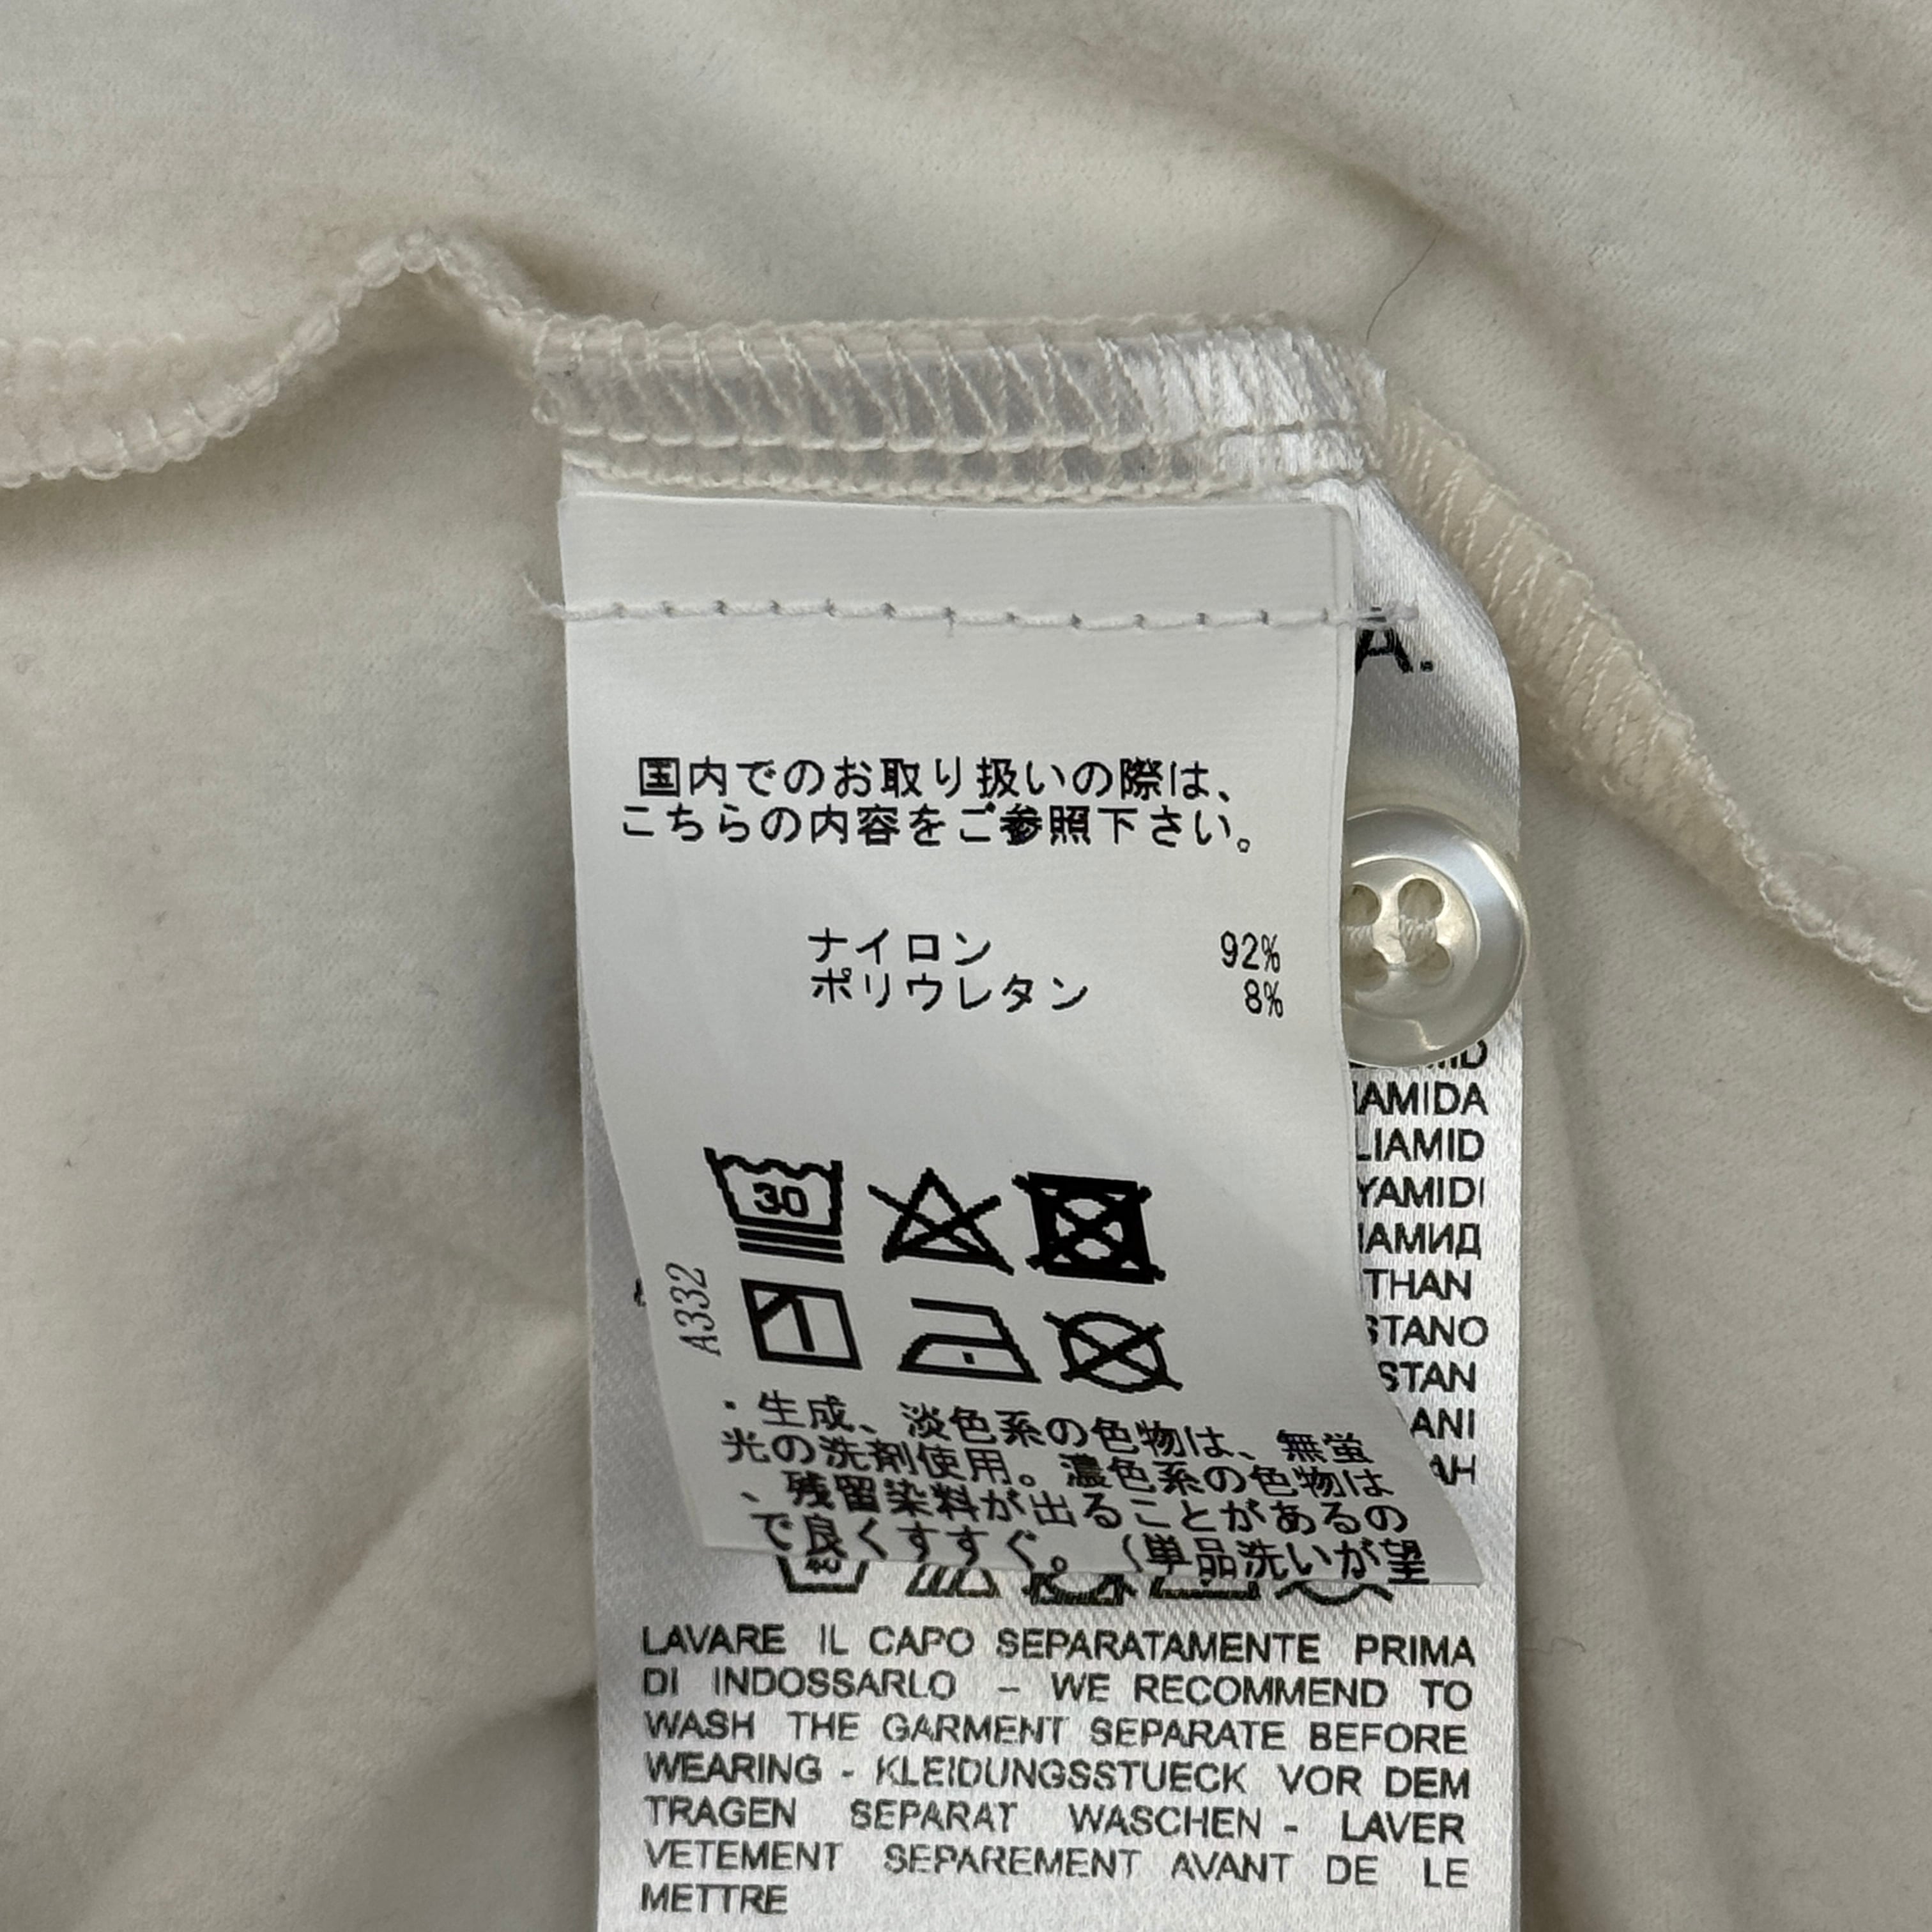 A.
国内でのお取り扱いの際は、
こちらの内容をご参照下さい。
ナイロン 92%
ポリウレタン 8%
30
A332
・生成、淡色系の色物は、無蛍
光の洗剤使用。濃色系の色物は
、残留染料が出ることがあるの
で良くすすぐ。（単品洗いが望
AMIDA
LIAMID
YAMIDI
АМИД
THAN
STANO
STAN
ANI
AH
40
LAVARE IL CAPO SEPARATAMENTE PRIMA
DI INDOSSARLO – WE RECOMMEND TO
WASH THE GARMENT SEPARATE BEFORE
WEARING - KLEIDUNGSSTUECK VOR DEM
TRAGEN SEPARAT WASCHEN - LAVER
VETEMENT SEPAREMENT AVANT DE LE
METTRE